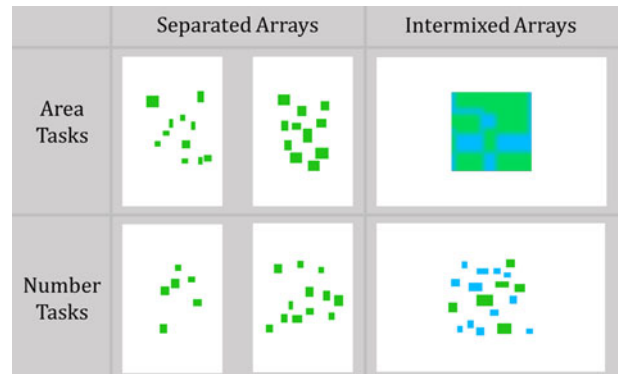 Separated Arrays
Intermixed Arrays
Area
Tasks
Number
Tasks